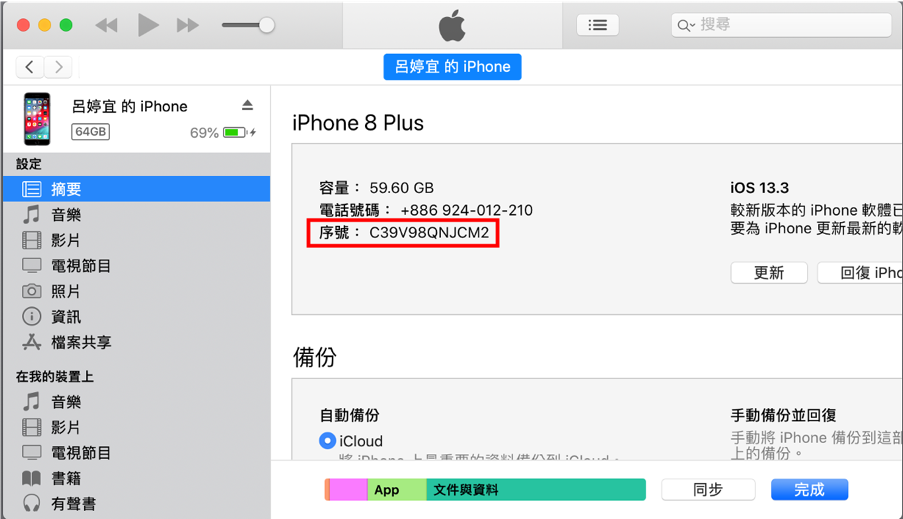 搜尋
呂婷宜 的 iPhone
呂婷宜 的 iPhone
64GB
69%
設定
摘要
音樂
影片
電視節目
照片
資訊
檔案共享
在我的裝置上
音樂
影片
電視節目
書籍
有聲書
iPhone 8 Plus
容量： 59.60 GB
電話號碼： +886 924-012-210
序號： C39V98QNJCM2
iOS 13.3
較新版本的 iPhone 軟體已
要為 iPhone 更新最新的軟
更新
回復 iPho
備份
自動備份
iCloud
將 iPhone 上最重要的資料備份到 iCloud。
手動備份並回復
手動將 iPhone 備份到這部
上的備份。
App
文件與資料
同步
完成